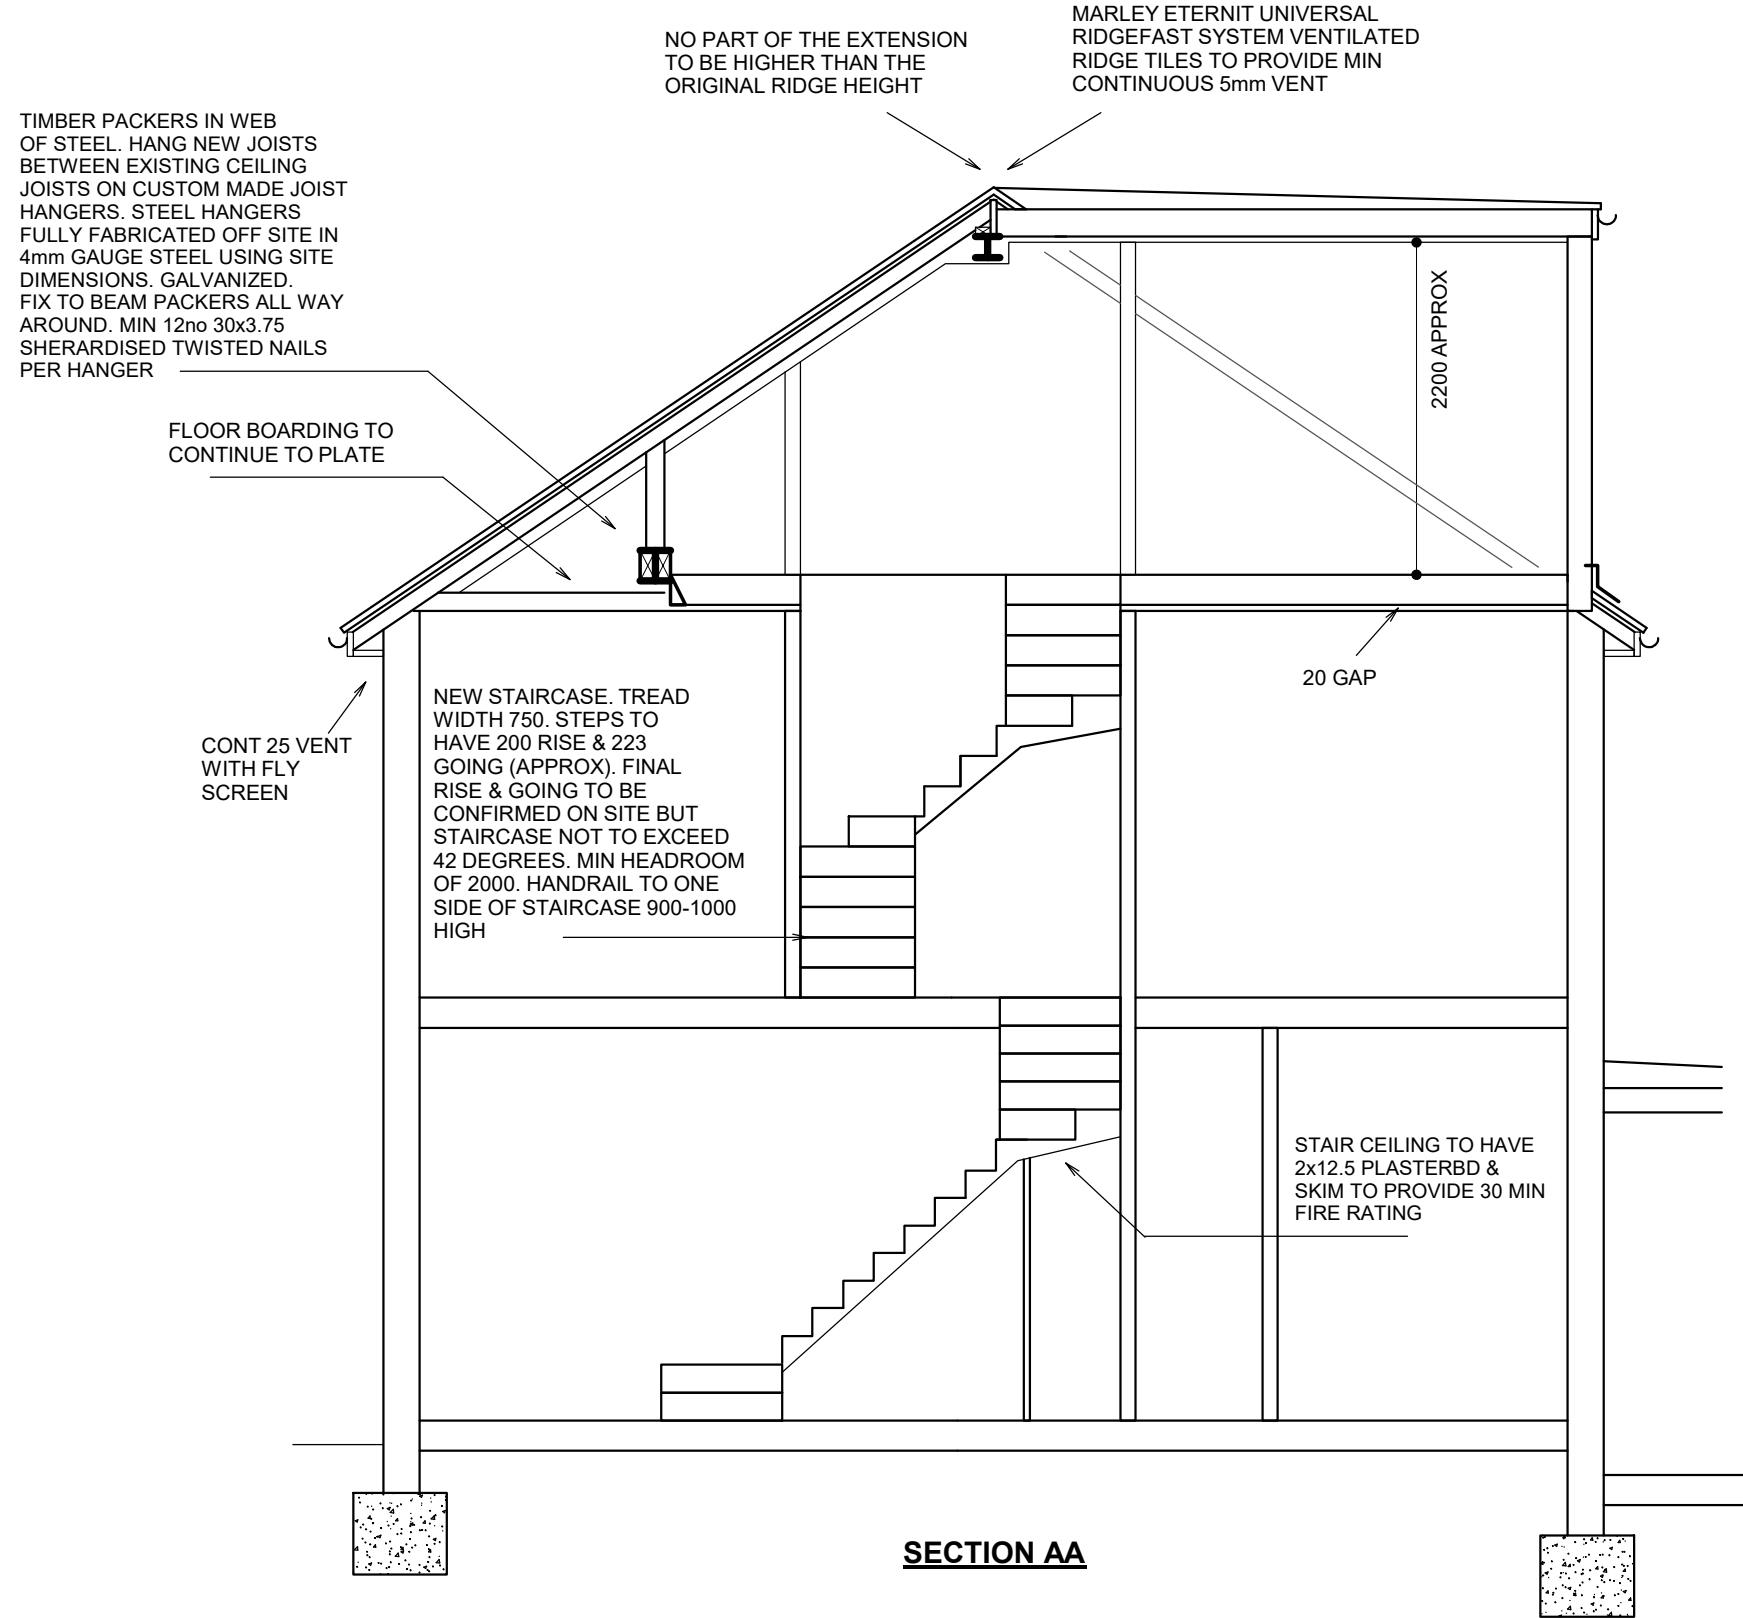 NO PART OF THE EXTENSION
TO BE HIGHER THAN THE
ORIGINAL RIDGE HEIGHT
MARLEY ETERNIT UNIVERSAL
RIDGEFAST SYSTEM VENTILATED
RIDGE TILES TO PROVIDE MIN
CONTINUOUS 5mm VENT
TIMBER PACKERS IN WEB
OF STEEL. HANG NEW JOISTS
BETWEEN EXISTING CEILING
JOISTS ON CUSTOM MADE JOIST
HANGERS. STEEL HANGERS
FULLY FABRICATED OFF SITE IN
4mm GAUGE STEEL USING SITE
DIMENSIONS. GALVANIZED.
FIX TO BEAM PACKERS ALL WAY
AROUND. MIN 12no 30x3.75
SHERARDISED TWISTED NAILS
PER HANGER
2200 APPROX
FLOOR BOARDING TO
CONTINUE TO PLATE
20 GAP
NEW STAIRCASE. TREAD
WIDTH 750. STEPS TO
HAVE 200 RISE & 223
GOING (APPROX). FINAL
RISE & GOING TO BE
CONFIRMED ON SITE BUT
STAIRCASE NOT TO EXCEED
42 DEGREES. MIN HEADROOM
OF 2000. HANDRAIL TO ONE
SIDE OF STAIRCASE 900-1000
HIGH
CONT 25 VENT
WITH FLY
SCREEN
STAIR CEILING TO HAVE
2x12.5 PLASTERBD &
SKIM TO PROVIDE 30 MIN
FIRE RATING
SECTION AA